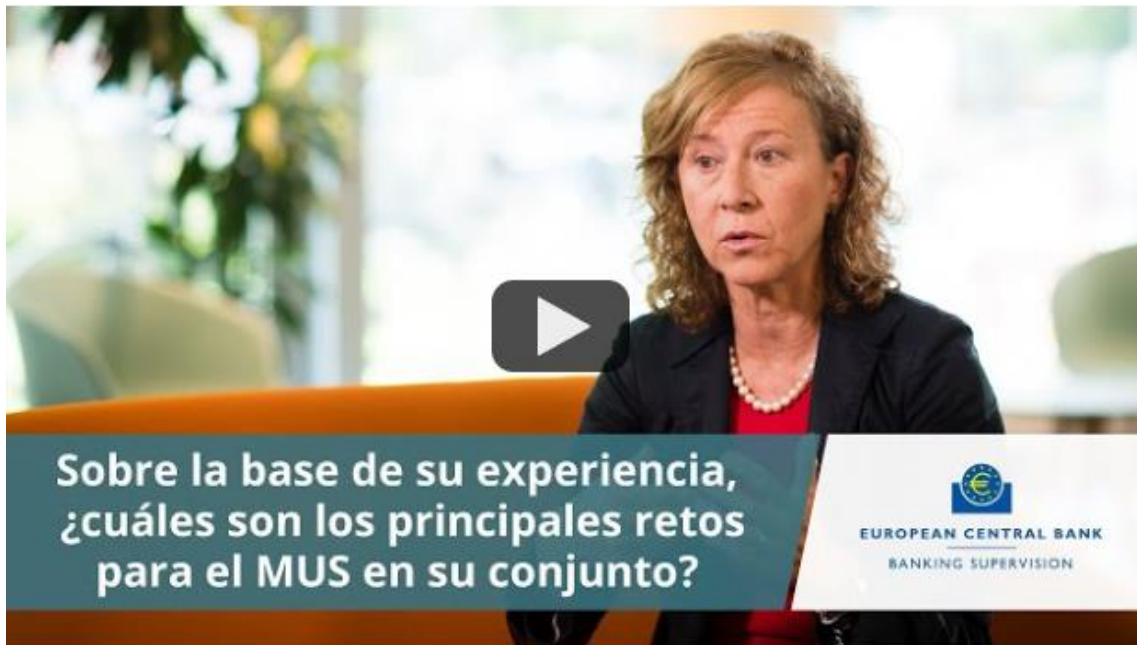 Sobre la base de su experiencia,
¿cuáles son los principales retos
para el MUS en su conjunto?
€
EUROPEAN CENTRAL BANK
BANKING SUPERVISION